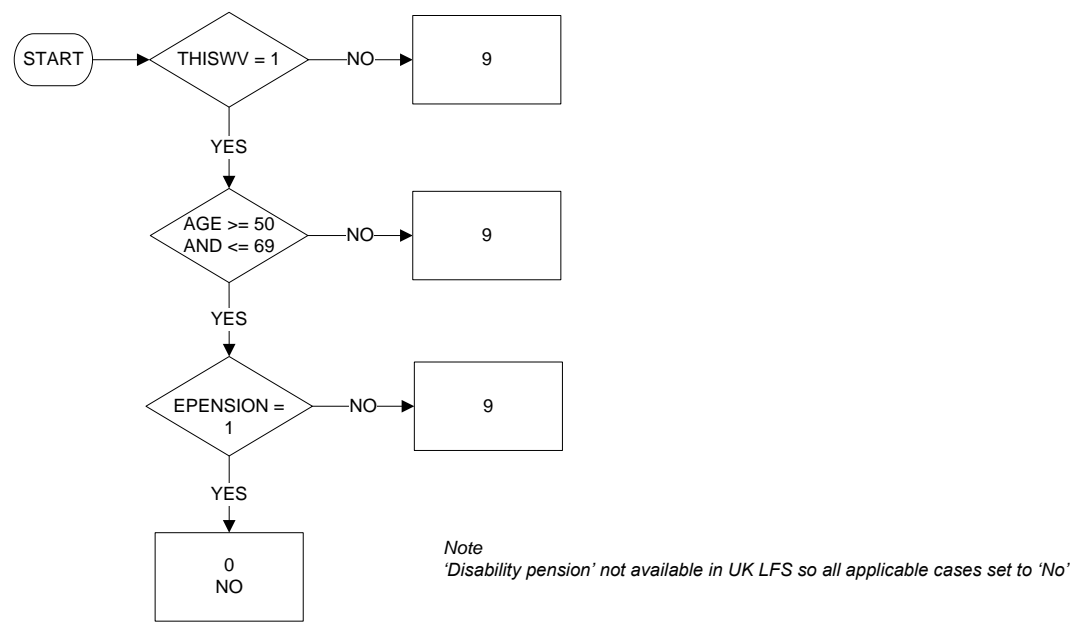 START
THISWV = 1
NO
9
YES
AGE >= 50
AND <= 69
NO
9
YES
EPENSION =
1
NO
9
YES
0
NO
Note
‘Disability pension’ not available in UK LFS so all applicable cases set to ‘No’